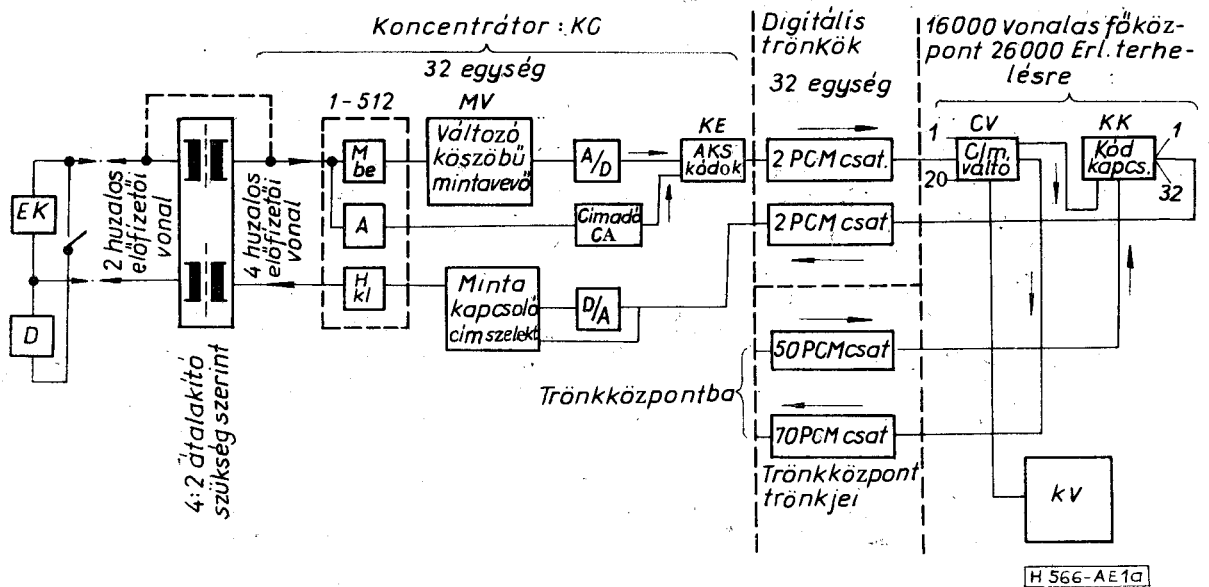 Koncentrátor : KC
32 egység
Digitális
trönkök
32 egység
16000 vonalas főköz-
pont 26000 Erl. terhe-
lésre
1-512
MV
KE
CV
KK
EK
D
2 huzalos
előfizetői
vonal
4:2 átalakító
szükség szerint
4 huzalos
előfizetői
vonal
M
be
A
H
kl
Változó
köszöbű
mintavevő
A/D
Címadó
CA
AKS
kódok
Minta
kapcsoló
cím szelekt
D/A
2 PCM csat.
2 PCM csat.
50 PCM csat
70 PCM csat
Trönkközpontba
Trönkközpont
trönkjei
1
20
Cím,
váltó
Kód
kapcs.
1
32
kV
H 566-AE1a